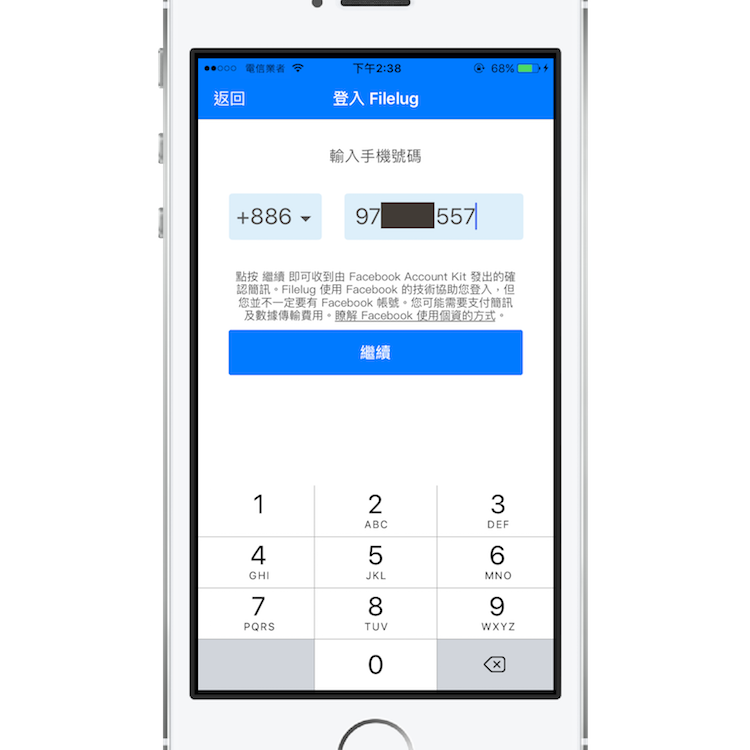 電信業者 下午2:38 68%
返回 登入 Filelug
輸入手機號碼
+886 97 557
點按 繼續 即可收到由 Facebook Account Kit 發出的確
認簡訊。Filelug 使用 Facebook 的技術協助您登入，但
您並不一定要有 Facebook 帳號。您可能需要支付簡訊
及數據傳輸費用。瞭解 Facebook 使用個資的方式。
繼續
1 2 3
ABC DEF
4 5 6
GHI JKL MNO
7 8 9
PQRS TUV WXYZ
0